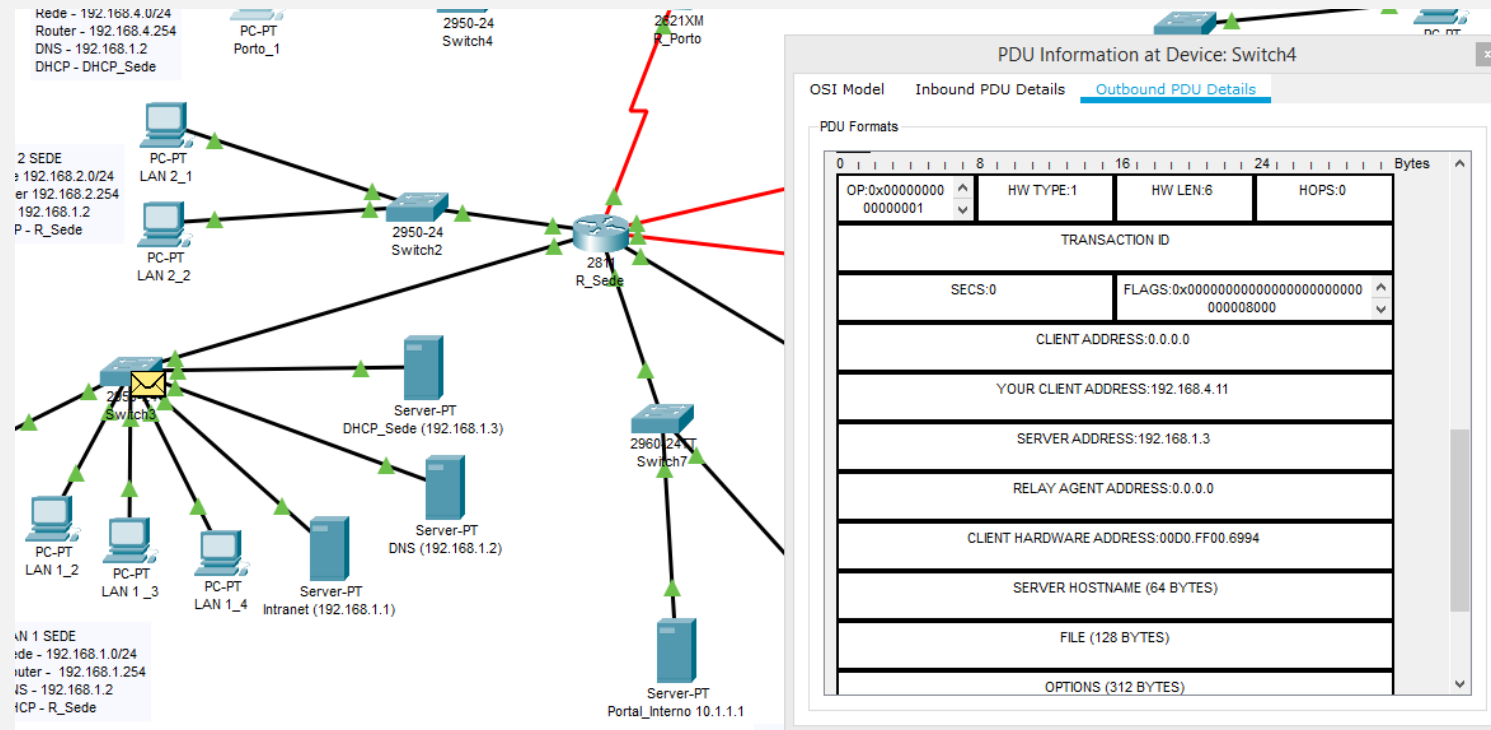 Rede - 192.168.4.0/24
Router - 192.168.4.254
DNS - 192.168.1.2
DHCP - DHCP_Sede
PC-PT
Porto_1
2950-24
Switch4
2621XM
R_Porto
PC-PT
LAN 2_1
2 SEDE
192.168.2.0/24
er 192.168.2.254
192.168.1.2
P - R_Sede
PC-PT
LAN 2_2
2950-24
Switch2
2811
R_Sede
Switch3
Server-PT
DHCP_Sede (192.168.1.3)
2960-24TT
Switch7
Server-PT
DNS (192.168.1.2)
PC-PT
LAN 1_2
PC-PT
LAN 1 _3
PC-PT
LAN 1_4
Server-PT
Intranet (192.168.1.1)
AN 1 SEDE
ede - 192.168.1.0/24
outer - 192.168.1.254
NS - 192.168.1.2
HCP - R_Sede
Server-PT
Portal_Interno 10.1.1.1
PC-PT
PDU Information at Device: Switch4
x
OSI Model Inbound PDU Details Outbound PDU Details
PDU Formats
0 8 16 24 Bytes
OP:0x00000000
00000001
HW TYPE:1
HW LEN:6
HOPS:0
TRANSACTION ID
SECS:0
FLAGS:0x00000000000000000000000
000008000
CLIENT ADDRESS:0.0.0.0
YOUR CLIENT ADDRESS:192.168.4.11
SERVER ADDRESS:192.168.1.3
RELAY AGENT ADDRESS:0.0.0.0
CLIENT HARDWARE ADDRESS:00D0.FF00.6994
SERVER HOSTNAME (64 BYTES)
FILE (128 BYTES)
OPTIONS (312 BYTES)